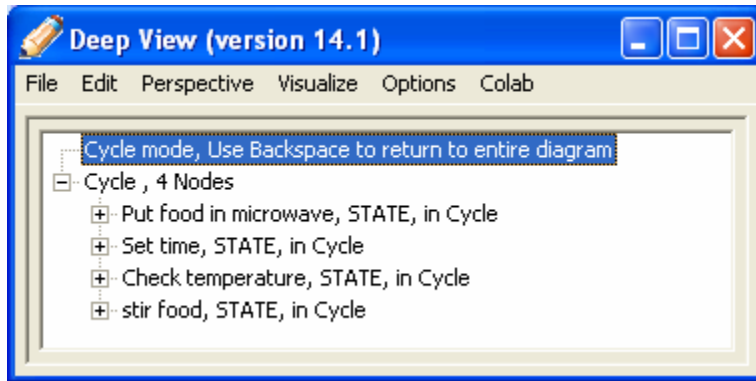 Deep View (version 14.1)
File Edit Perspective Visualize Options Colab
Cycle mode, Use Backspace to return to entire diagram
Cycle , 4 Nodes
Put food in microwave, STATE, in Cycle
Set time, STATE, in Cycle
Check temperature, STATE, in Cycle
stir food, STATE, in Cycle